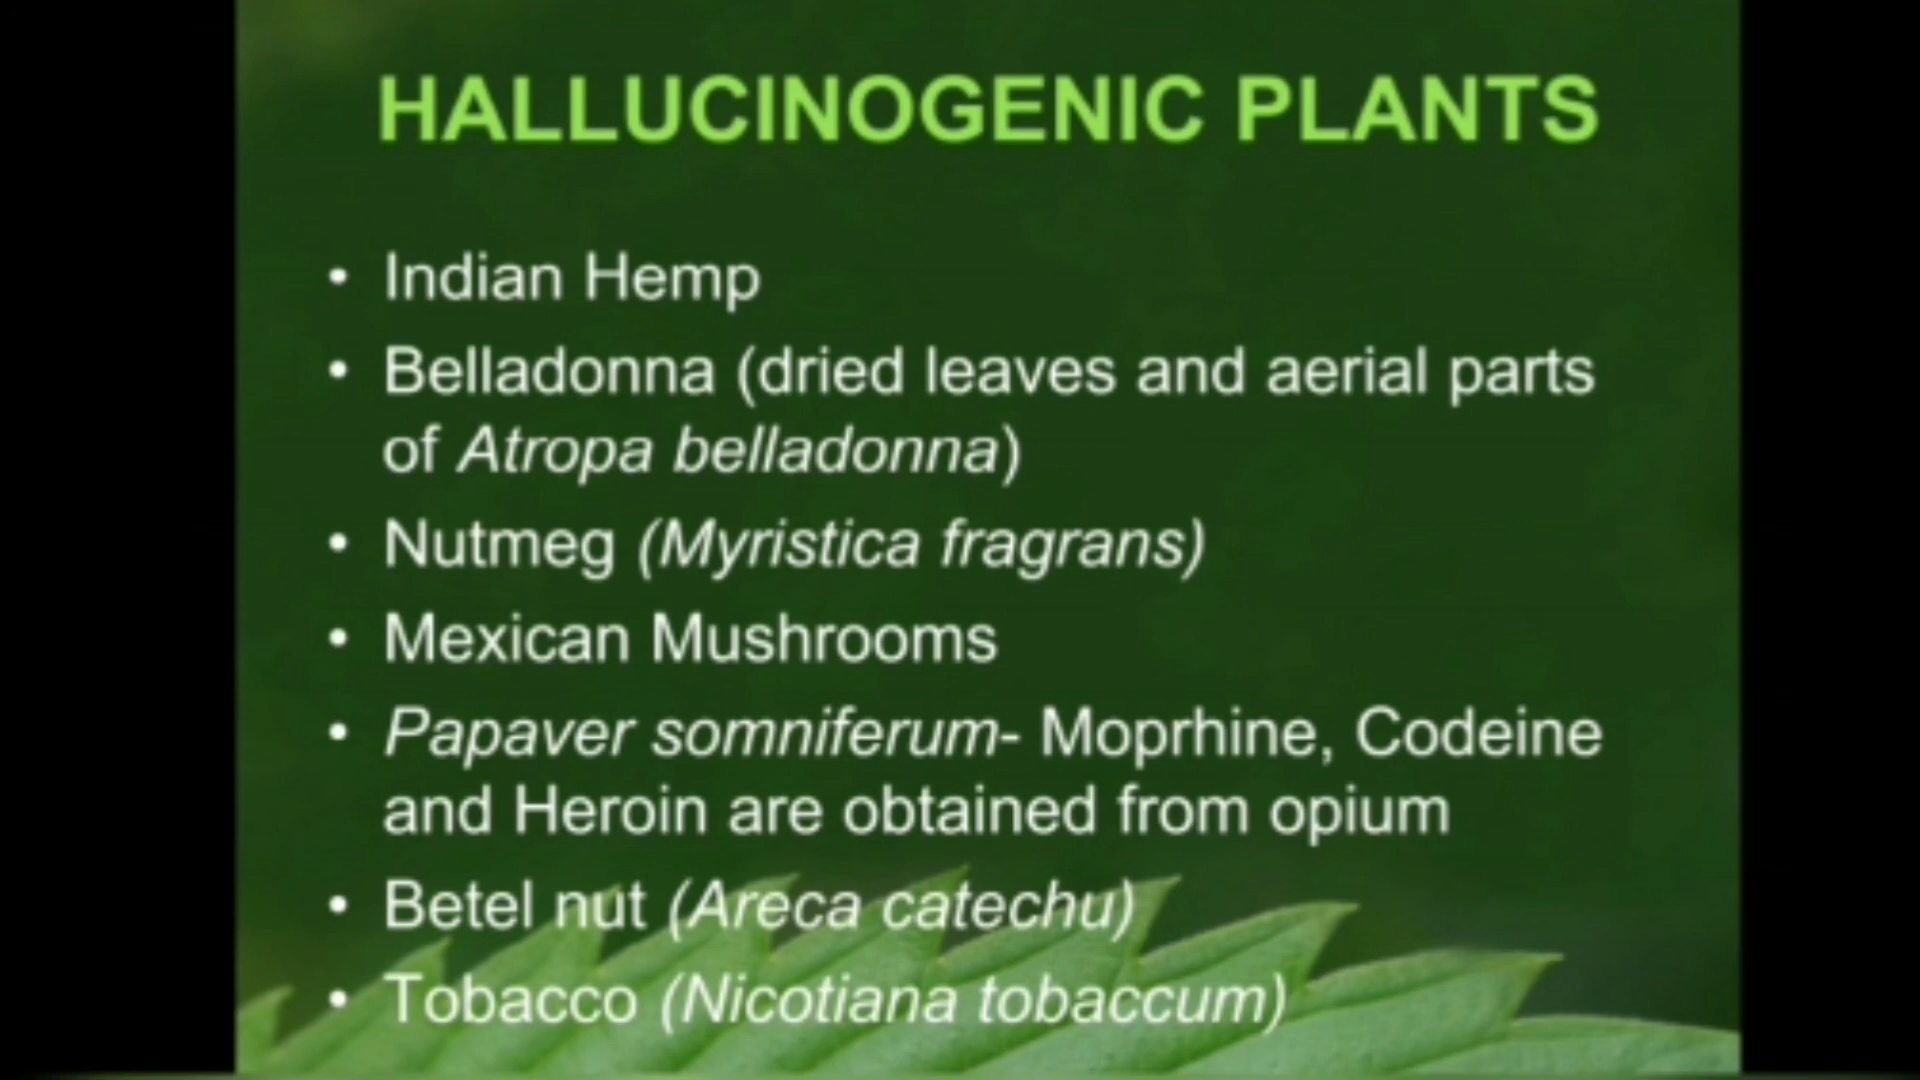 HALLUCINOGENIC PLANTS
• Indian Hemp
• Belladonna (dried leaves and aerial parts
of Atropa belladonna)
• Nutmeg (Myristica fragrans)
• Mexican Mushrooms
• Papaver somniferum- Moprhine, Codeine
and Heroin are obtained from opium
• Betel nut (Areca catechu)
• Tobacco (Nicotiana tobaccum)